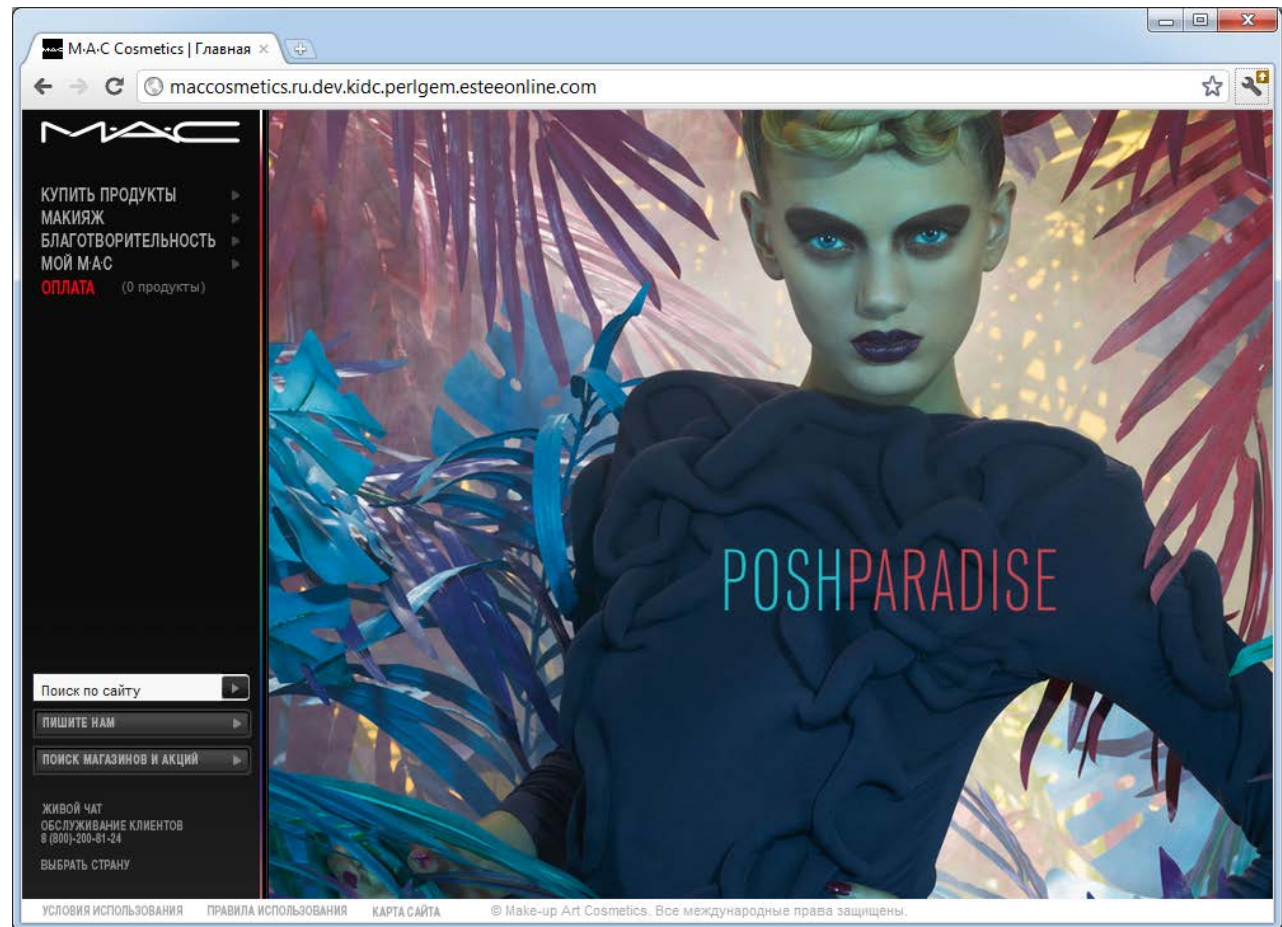 M·A·C Cosmetics | Главная
maccosmetics.ru.dev.kidc.perlgem.esteeonline.com
M·A·C
КУПИТЬ ПРОДУКТЫ
МАКИЯЖ
БЛАГОТВОРИТЕЛЬНОСТЬ
МОЙ M·A·C
ОПЛАТА (0 продукты)
POSHPARADISE
Поиск по сайту
ПИШИТЕ НАМ
ПОИСК МАГАЗИНОВ И АКЦИЙ
ЖИВОЙ ЧАТ
ОБСЛУЖИВАНИЕ КЛИЕНТОВ
8 (800)-200-81-24
ВЫБРАТЬ СТРАНУ
УСЛОВИЯ ИСПОЛЬЗОВАНИЯ ПРАВИЛА ИСПОЛЬЗОВАНИЯ КАРТА САЙТА © Make-up Art Cosmetics. Все международные права защищены.